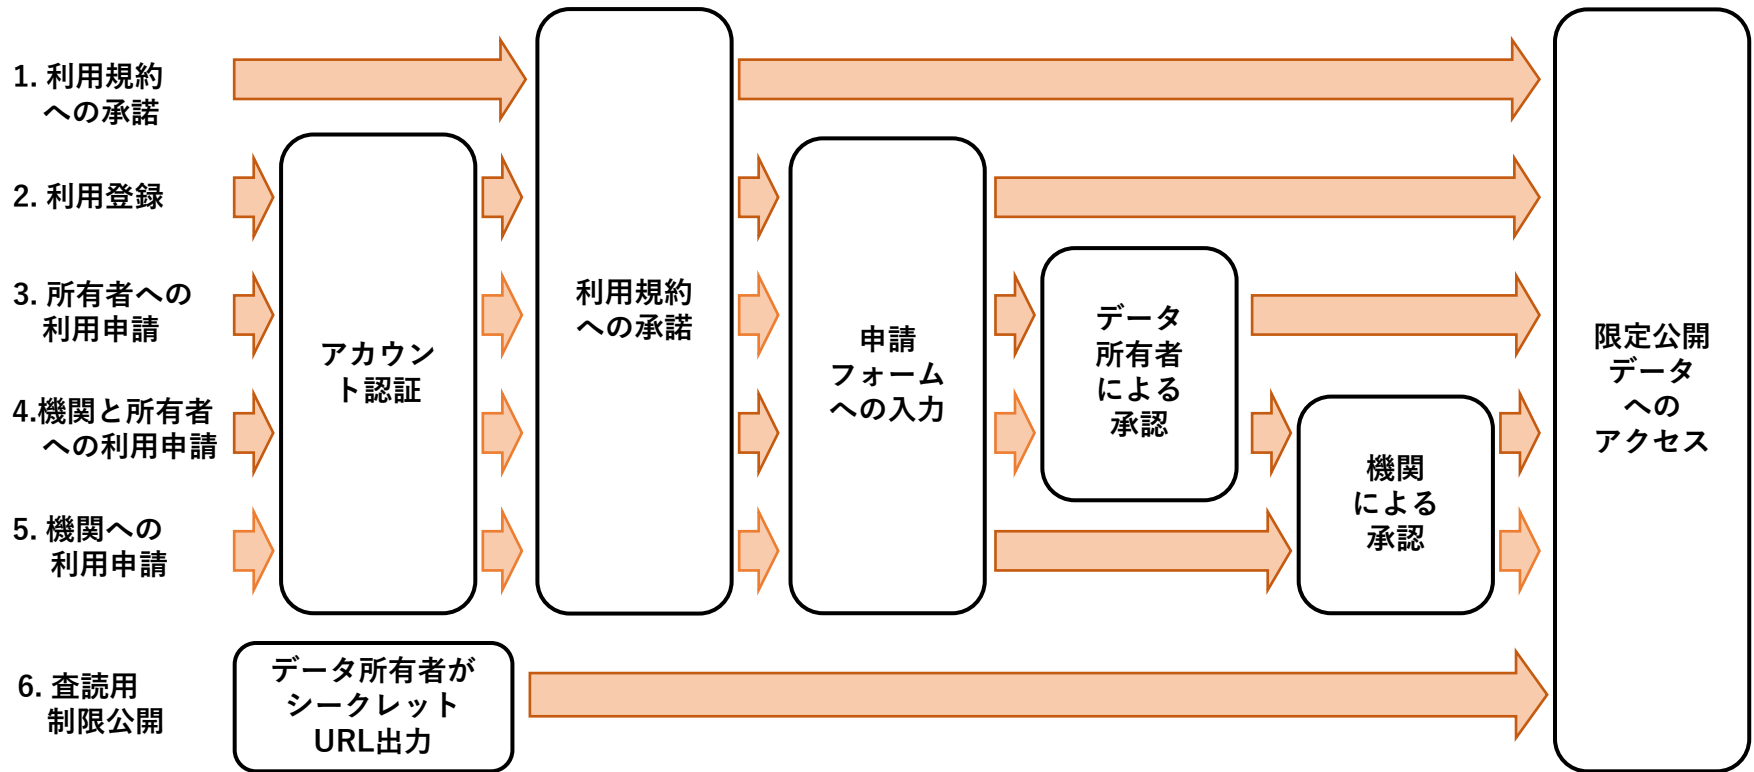 1. 利用規約
への承諾
2. 利用登録
3. 所有者への
利用申請
4.機関と所有者
への利用申請
5. 機関への
利用申請
6. 査読用
制限公開
アカウン
ト認証
利用規約
への承諾
申請
フォーム
への入力
データ
所有者
による
承認
機関
による
承認
限定公開
データ
への
アクセス
データ所有者が
シークレット
URL出力